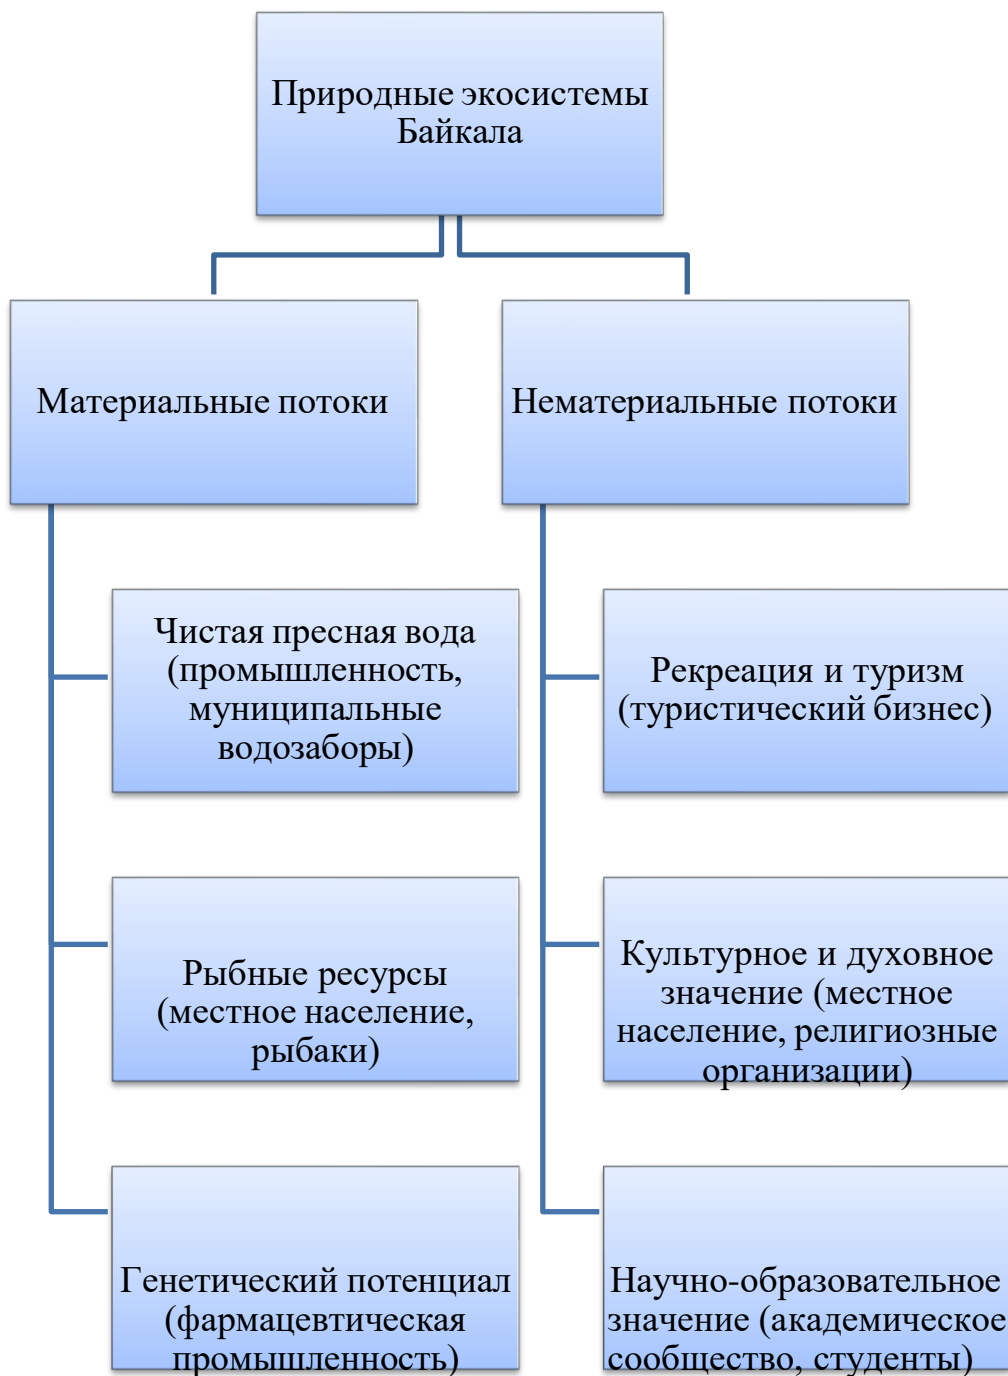 Природные экосистемы
Байкала
Материальные потоки
Нематериальные потоки
Чистая пресная вода
(промышленность,
муниципальные
водозаборы)
Рекреация и туризм
(туристический бизнес)
Рыбные ресурсы
(местное население,
рыбаки)
Культурное и духовное
значение (местное
население, религиозные
организации)
Генетический потенциал
(фармацевтическая
промышленность)
Научно-образовательное
значение (академическое
сообщество, студенты)